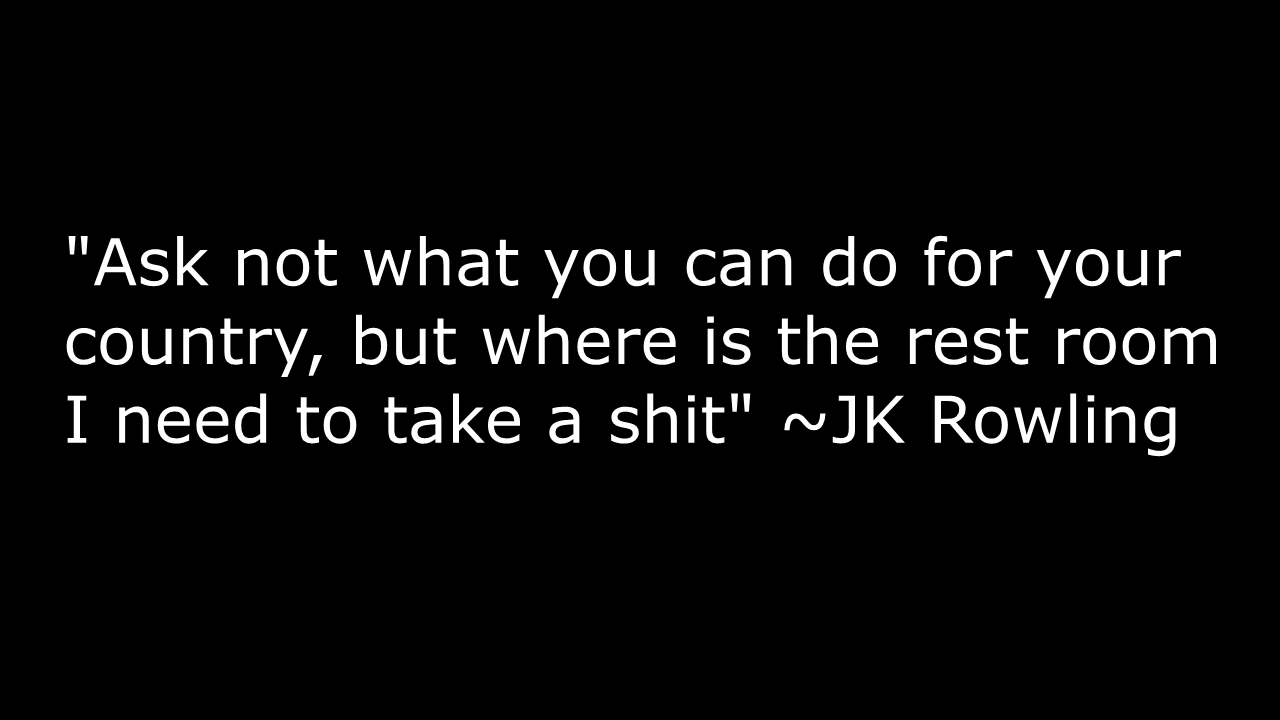 "Ask not what you can do for your
country, but where is the rest room
I need to take a shit" ~JK Rowling